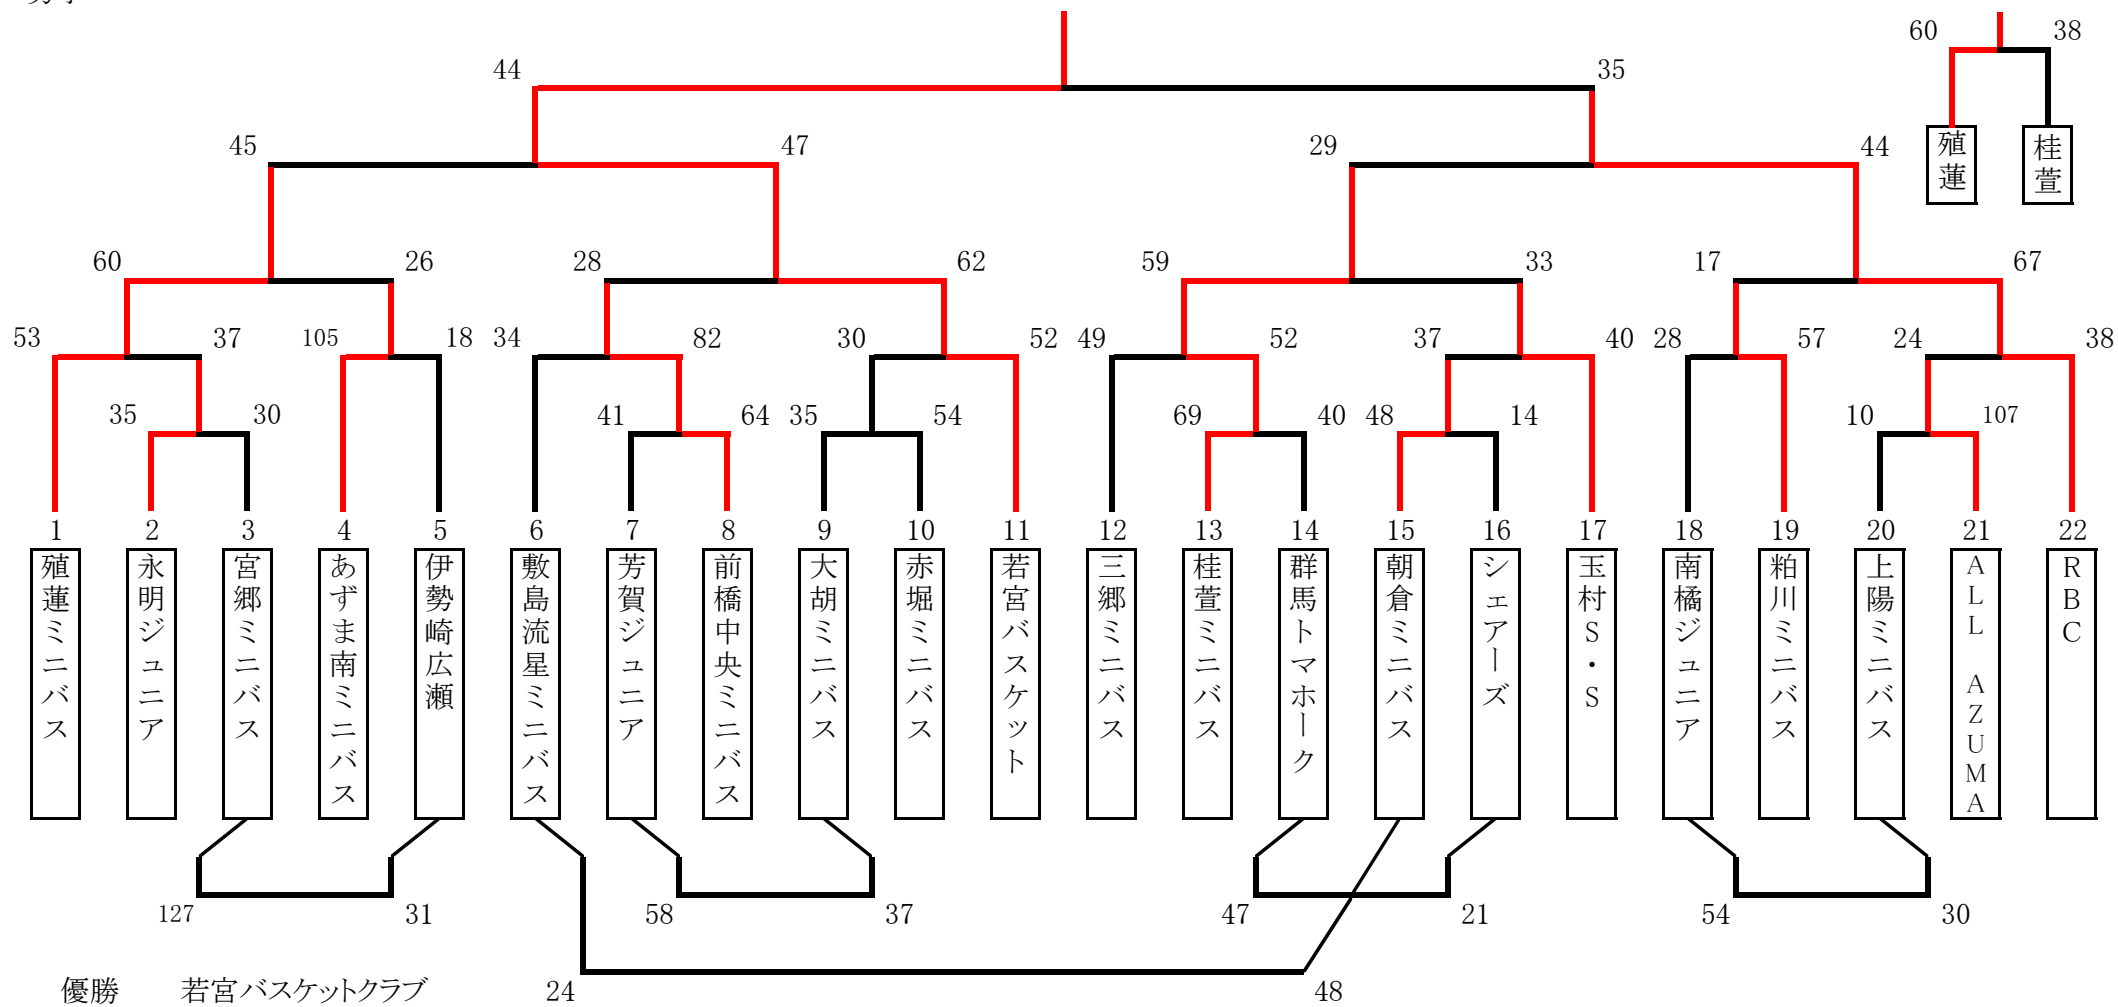 60 38
44 35
45 47 29 44
殖蓮 桂萱
60 26 28 62 59 33 17 67
53 37 105 18 34 82 30 52 49 52 37 40 28 57 24 38
35 30 41 64 35 54 69 40 48 14 10 107
1 2 3 4 5 6 7 8 9 10 11 12 13 14 15 16 17 18 19 20 21 22
殖蓮ミニバス
永明ジュニア
宮郷ミニバス
あずま南ミニバス
伊勢崎広瀬
敷島流星ミニバス
芳賀ジュニア
前橋中央ミニバス
大胡ミニバス
赤堀ミニバス
若宮バスケット
三郷ミニバス
桂萱ミニバス
群馬トマホーク
朝倉ミニバス
シェアーズ
玉村S・S
南橘ジュニア
粕川ミニバス
上陽ミニバス
ALL AZUMA
RBC
127 31 58 37 47 21 54 30
優勝 若宮バスケットクラブ 24 48